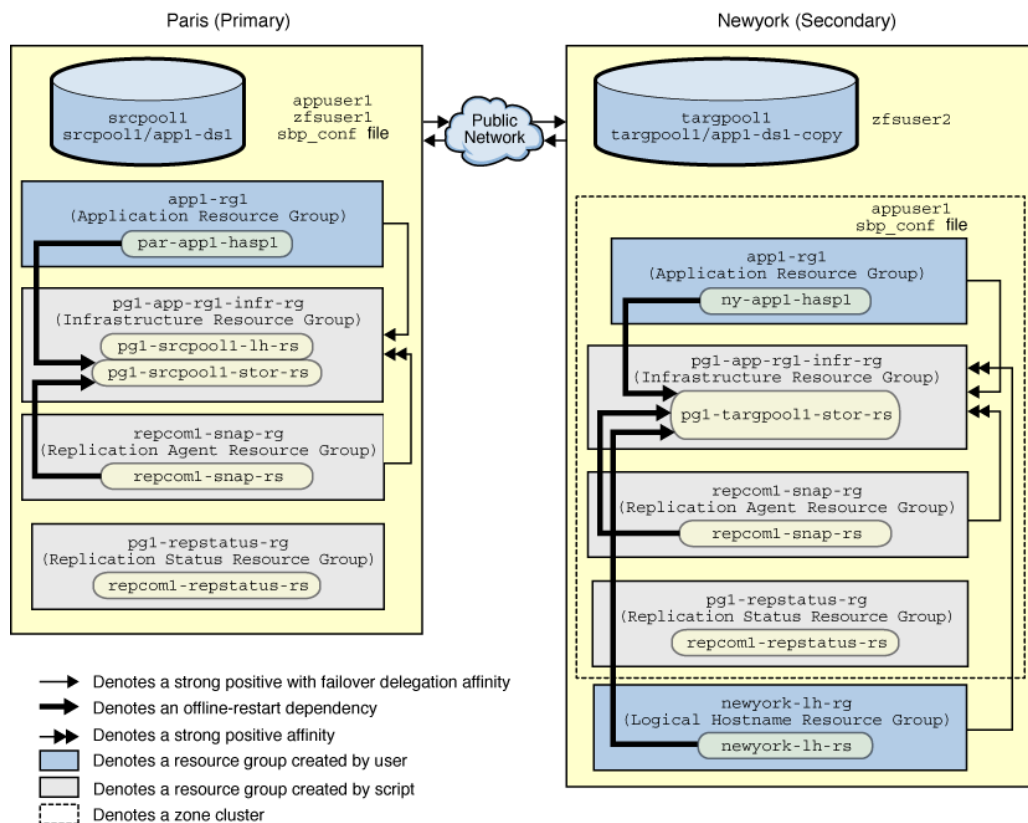 Paris (Primary)
srcpool1
srcpool1/app1-ds1
appuser1
zfsuser1
sbp_conf file
app1-rg1
(Application Resource Group)
par-app1-hasp1
pg1-app-rg1-infr-rg
(Infrastructure Resource Group)
pg1-srcpool1-lh-rs
pg1-srcpool1-stor-rs
repcom1-snap-rg
(Replication Agent Resource Group)
repcom1-snap-rs
pg1-repstatus-rg
(Replication Status Resource Group)
repcom1-repstatus-rs
Public
Network
Newyork (Secondary)
targpool1
targpool1/app1-ds1-copy
zfsuser2
appuser1
sbp_conf file
app1-rg1
(Application Resource Group)
ny-app1-hasp1
pg1-app-rg1-infr-rg
(Infrastructure Resource Group)
pg1-targpool1-stor-rs
repcom1-snap-rg
(Replication Agent Resource Group)
repcom1-snap-rs
pg1-repstatus-rg
(Replication Status Resource Group)
repcom1-repstatus-rs
newyork-lh-rg
(Logical Hostname Resource Group)
newyork-lh-rs
Denotes a strong positive with failover delegation affinity
Denotes an offline-restart dependency
Denotes a strong positive affinity
Denotes a resource group created by user
Denotes a resource group created by script
Denotes a zone cluster